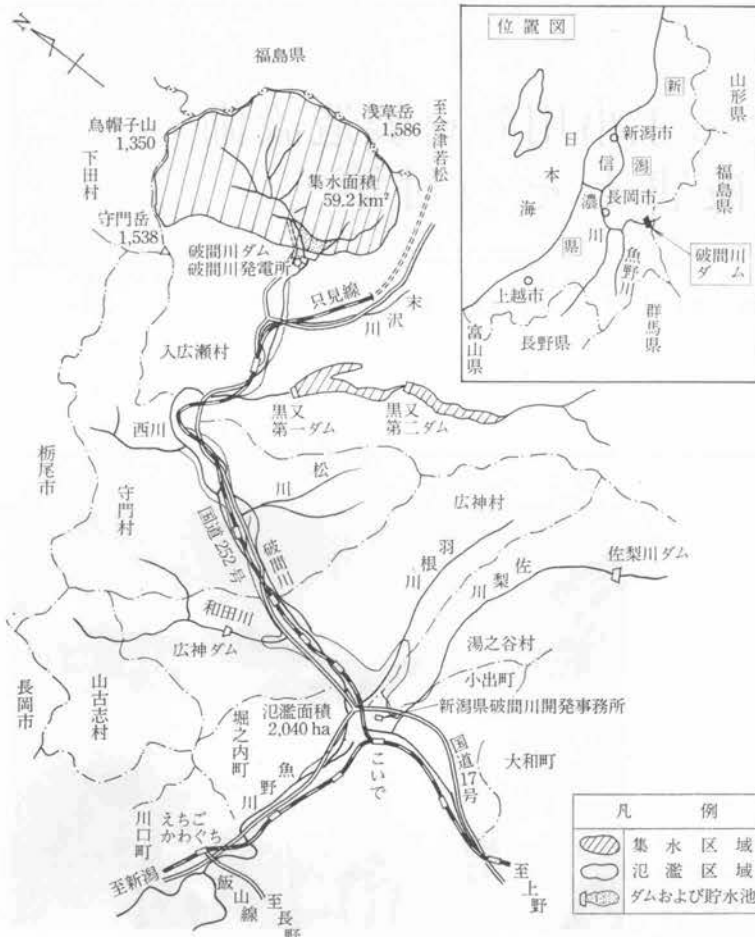 N
福島県
烏帽子山
1,350
浅草岳
1,586
至会津若松
下田村
集水面積
59.2 km²
守門岳
1,538
破間川ダム
破間川発電所
只見線
末沢川
入広瀬村
黒又
第一ダム
黒又
第二ダム
西川
栃尾市
守門村
松川
広神村
国道252号
破間川
羽根川
佐梨川
佐梨川ダム
和田川
広神ダム
湯之谷村
小出町
長岡市
山古志村
氾濫面積
2,040 ha
新潟県破間川開発事務所
堀之内町
魚野川
こいで
国道17号
大和町
川口町
えちご
かわぐち
至新潟
飯山線
至長野
至上野
位置図
日本海
新潟県
山形県
新潟市
信濃川
長岡市
福島県
破間川
ダム
魚野川
上越市
群馬県
富山県
長野県
凡例
集水区域
氾濫区域
ダムおよび貯水池